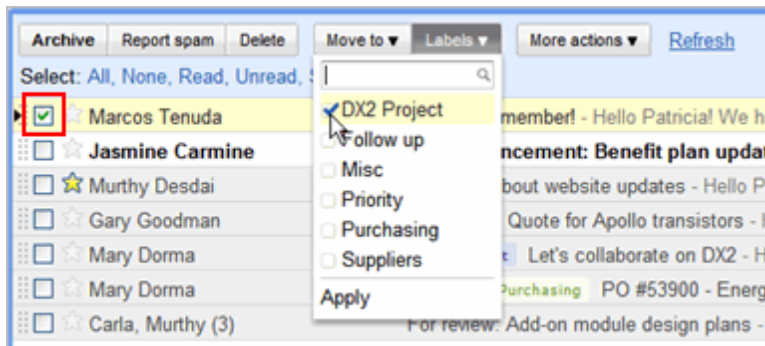 Archive Report spam Delete Move to ▼ Labels ▼ More actions ▼ Refresh
Select: All, None, Read, Unread,
Marcos Tenuda DX2 Project member! - Hello Patricia! We h
Follow up
Jasmine Carmine ncement: Benefit plan updat
Misc
Murthy Desdai bout website updates - Hello P
Priority
Gary Goodman Quote for Apollo transistors -
Purchasing
Mary Dorma Let's collaborate on DX2 - H
Suppliers
Mary Dorma Purchasing PO #53900 - Energ
Apply
Carla, Murthy (3) For review: Add-on module design plans -